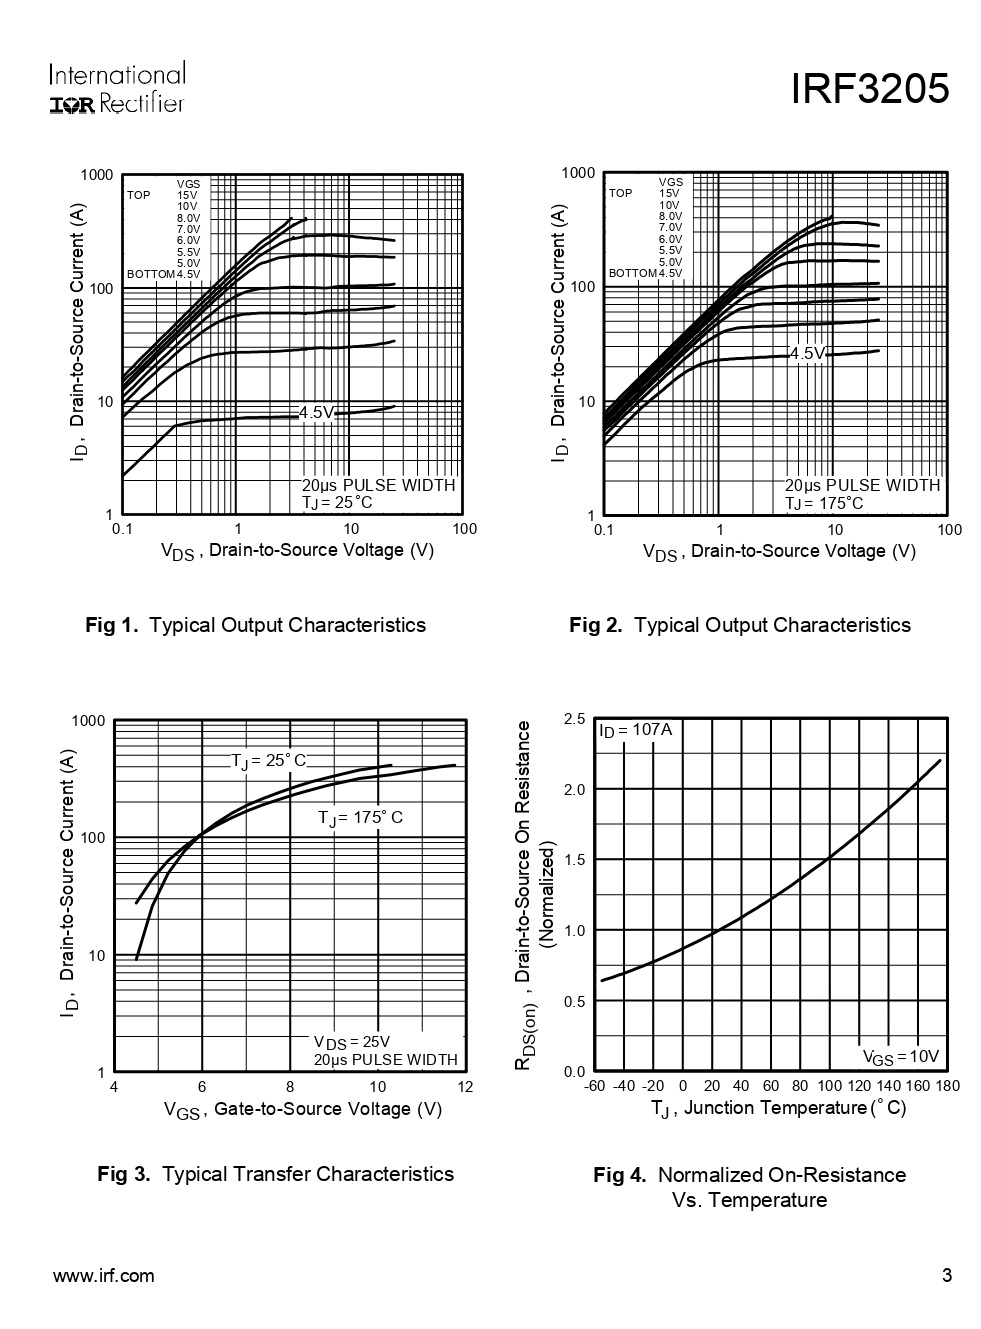 International
IOR Rectifier
IRF3205
1000
100
10
1
0.1 1 10 100
I D , Drain-to-Source Current (A)
VDS , Drain-to-Source Voltage (V)
VGS
TOP 15V
10V
8.0V
7.0V
6.0V
5.5V
5.0V
BOTTOM 4.5V
4.5V
20µs PULSE WIDTH
TJ = 25°C
Fig 1. Typical Output Characteristics
1000
100
10
1
0.1 1 10 100
I D , Drain-to-Source Current (A)
VDS , Drain-to-Source Voltage (V)
VGS
TOP 15V
10V
8.0V
7.0V
6.0V
5.5V
5.0V
BOTTOM 4.5V
4.5V
20µs PULSE WIDTH
TJ = 175°C
Fig 2. Typical Output Characteristics
1000
100
10
1
4 6 8 10 12
I D , Drain-to-Source Current (A)
VGS , Gate-to-Source Voltage (V)
TJ = 25° C
TJ = 175° C
V DS = 25V
20µs PULSE WIDTH
Fig 3. Typical Transfer Characteristics
2.5
2.0
1.5
1.0
0.5
0.0
-60 -40 -20 0 20 40 60 80 100 120 140 160 180
RDS(on) , Drain-to-Source On Resistance
(Normalized)
TJ , Junction Temperature (° C)
ID = 107A
VGS = 10V
Fig 4. Normalized On-Resistance
Vs. Temperature
www.irf.com 3